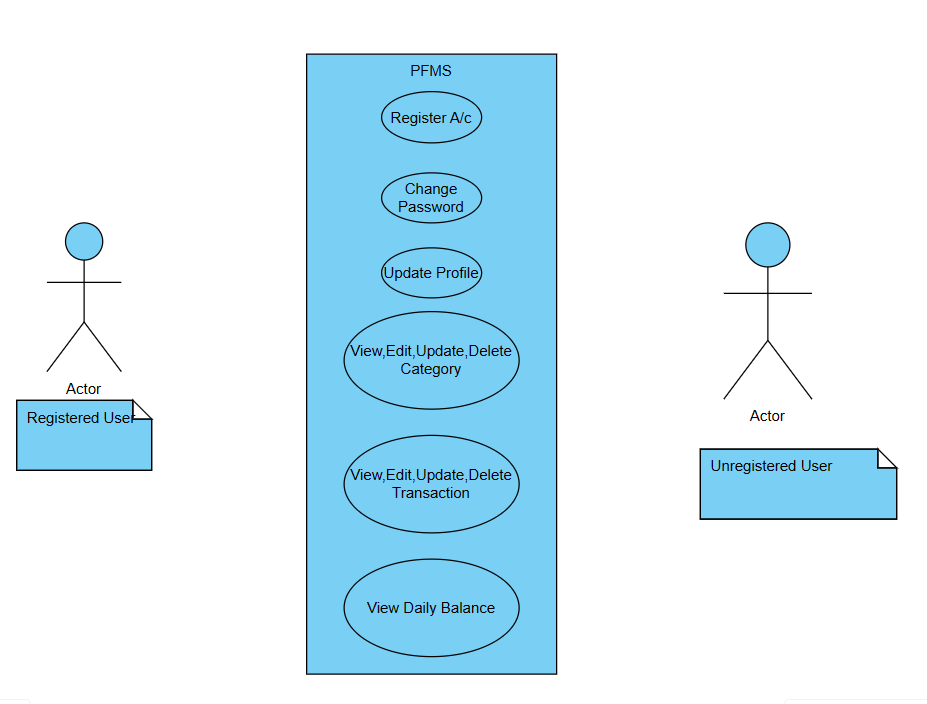 PFMS
Register A/c
Change
Password
Update Profile
View,Edit,Update,Delete
Category
View,Edit,Update,Delete
Transaction
View Daily Balance
Actor
Registered User
Actor
Unregistered User